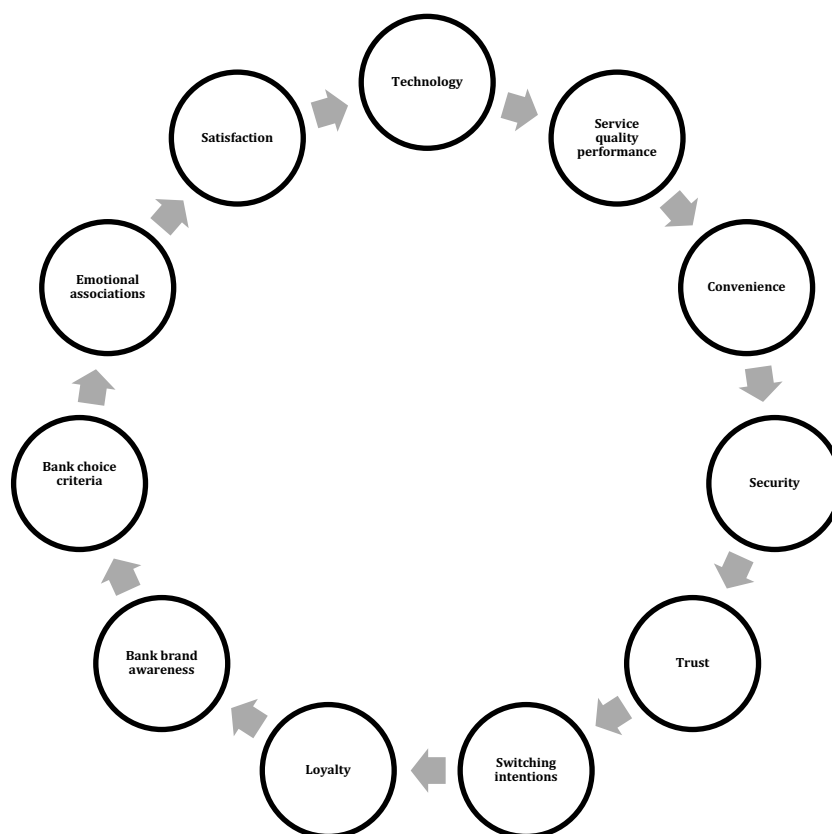 Technology
Service
quality
performance
Convenience
Security
Trust
Switching
intentions
Loyalty
Bank brand
awareness
Bank choice
criteria
Emotional
associations
Satisfaction